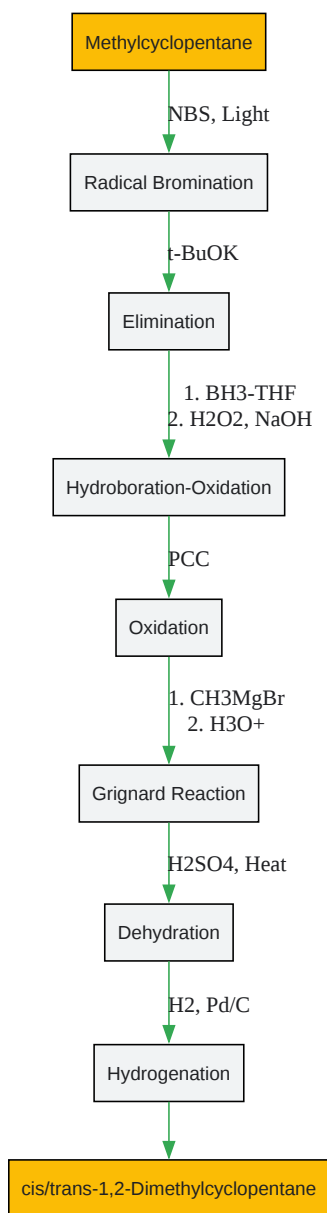 Methylcyclopentane
NBS, Light
Radical Bromination
t-BuOK
Elimination
1. BH3-THF
2. H2O2, NaOH
Hydroboration-Oxidation
PCC
Oxidation
1. CH3MgBr
2. H3O+
Grignard Reaction
H2SO4, Heat
Dehydration
H2, Pd/C
Hydrogenation
cis/trans-1,2-Dimethylcyclopentane